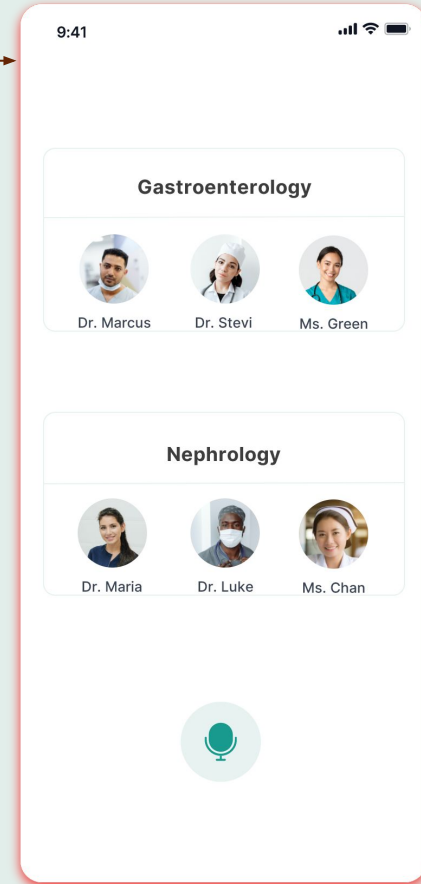 9:41
Gastroenterology
Dr. Marcus Dr. Stevi Ms. Green
Nephrology
Dr. Maria Dr. Luke Ms. Chan